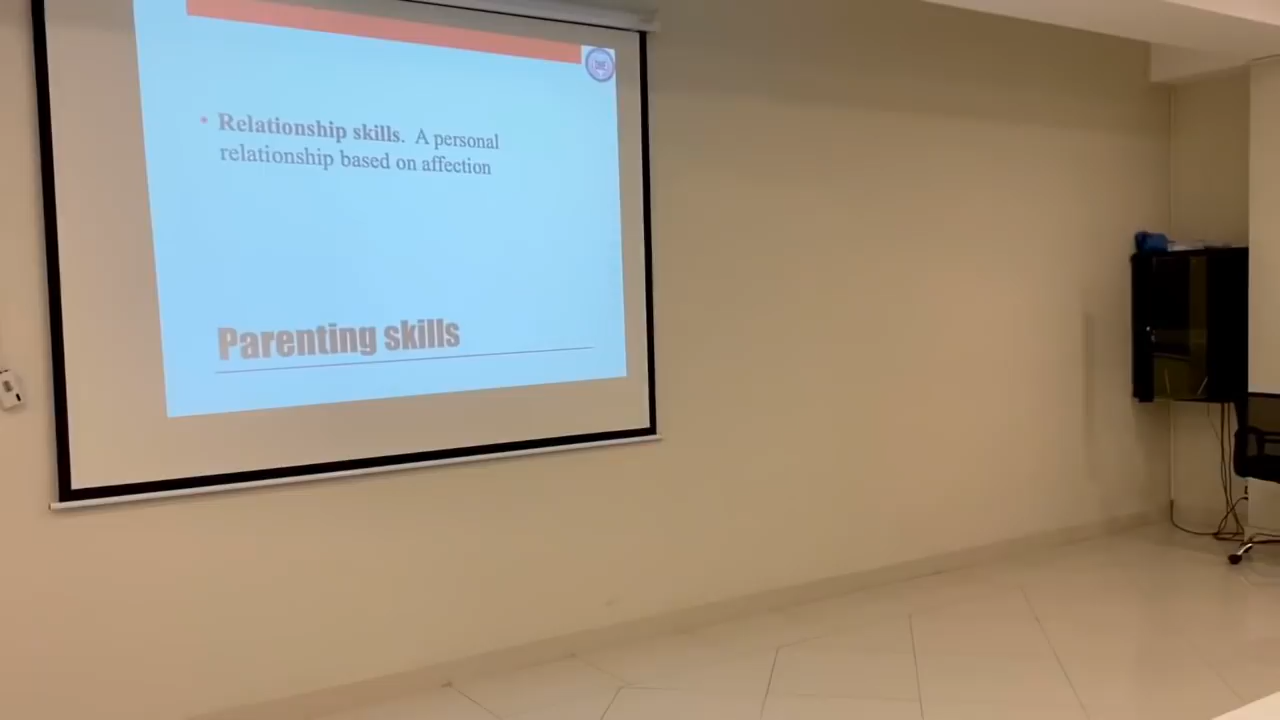 • Relationship skills. A personal
relationship based on affection
Parenting skills